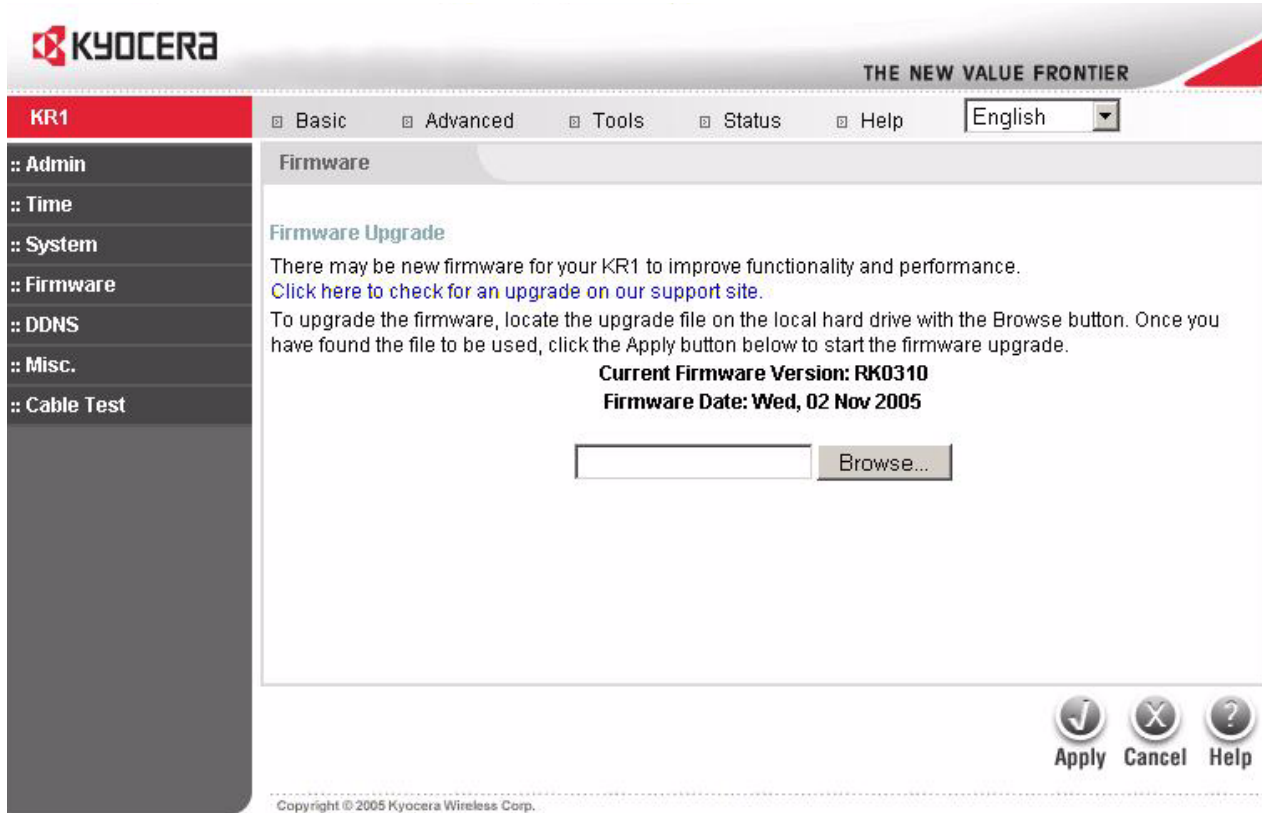 KYOCERA
THE NEW VALUE FRONTIER
KR1
Basic
Advanced
Tools
Status
Help
English
:: Admin
:: Time
:: System
:: Firmware
:: DDNS
:: Misc.
:: Cable Test
Firmware
Firmware Upgrade
There may be new firmware for your KR1 to improve functionality and performance.
Click here to check for an upgrade on our support site.
To upgrade the firmware, locate the upgrade file on the local hard drive with the Browse button. Once you
have found the file to be used, click the Apply button below to start the firmware upgrade.
Current Firmware Version: RK0310
Firmware Date: Wed, 02 Nov 2005
Browse...
Apply
Cancel
Help
Copyright © 2005 Kyocera Wireless Corp.